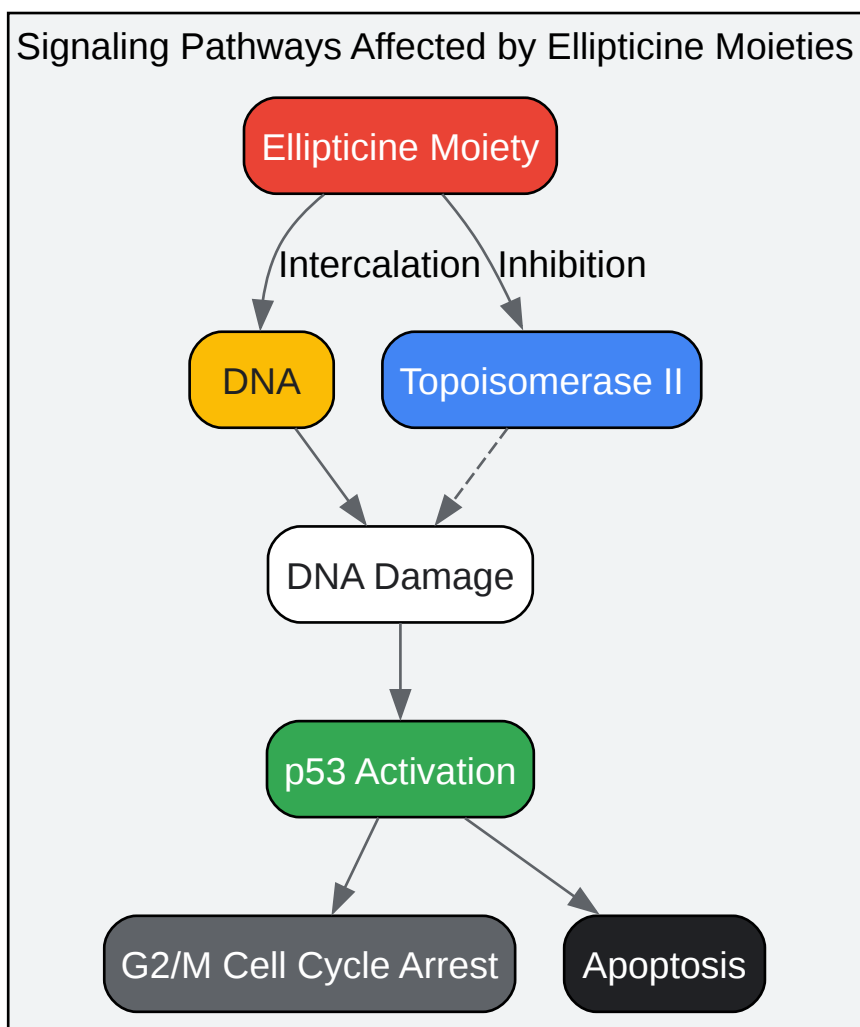 Signaling Pathways Affected by Ellipticine Moieties
Ellipticine Moiety
Intercalation
Inhibition
DNA
Topoisomerase II
DNA Damage
p53 Activation
G2/M Cell Cycle Arrest
Apoptosis